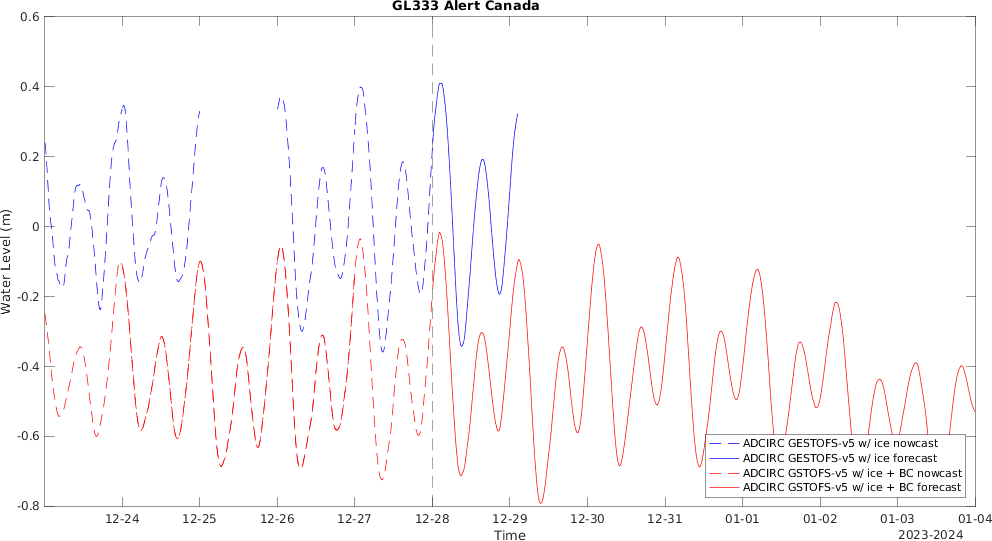 GL333 Alert Canada
0.6
0.4
0.2
0
-0.2
-0.4
-0.6
-0.8
Water Level (m)
ADCIRC GESTOFS-v5 w/ ice nowcast
ADCIRC GESTOFS-v5 w/ ice forecast
ADCIRC GSTOFS-v5 w/ ice + BC nowcast
ADCIRC GSTOFS-v5 w/ ice + BC forecast
12-24 12-25 12-26 12-27 12-28 12-29 12-30 12-31 01-01 01-02 01-03 01-04
Time
2023-2024